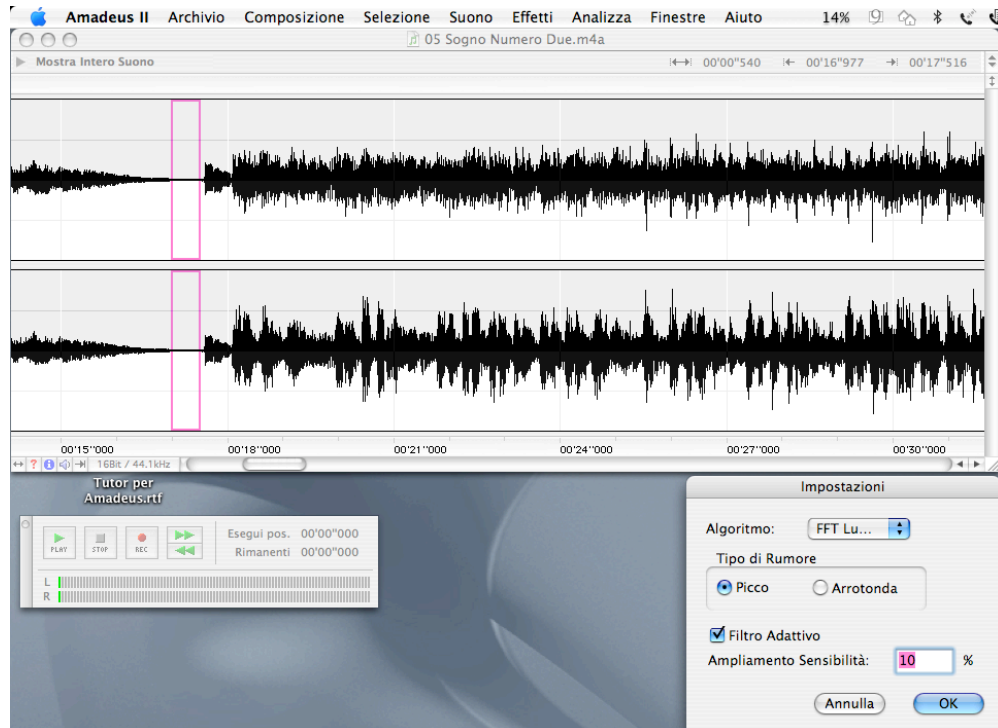 Amadeus II Archivio Composizione Selezione Suono Effetti Analizza Finestre Aiuto 14%
05 Sogno Numero Due.m4a
Mostra Intero Suono 00'00"540 00'16"977 00'17"516
00'15"000 00'18"000 00'21"000 00'24"000 00'27"000 00'30"000
? 16Bit / 44.1kHz
Tutor per
Amadeus.rtf
PLAY STOP REC
Esegui pos. 00'00"000
Rimanenti 00'00"000
L
R
Impostazioni
Algoritmo: FFT Lu...
Tipo di Rumore
Picco Arrotonda
Filtro Adattivo
Ampliamento Sensibilità: 10 %
Annulla OK